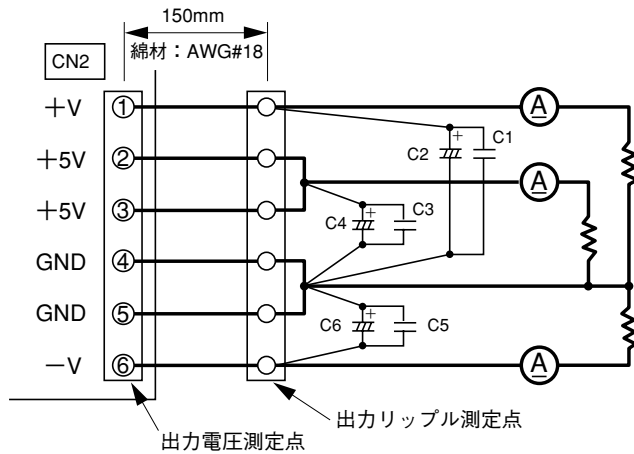 150mm
綿材：AWG#18
CN2
＋V ① A
＋5V ② + C2 C1
A
＋5V ③ + C4 C3
GND ④
GND ⑤ + C6 C5
－V ⑥ A
出力リップル測定点
出力電圧測定点